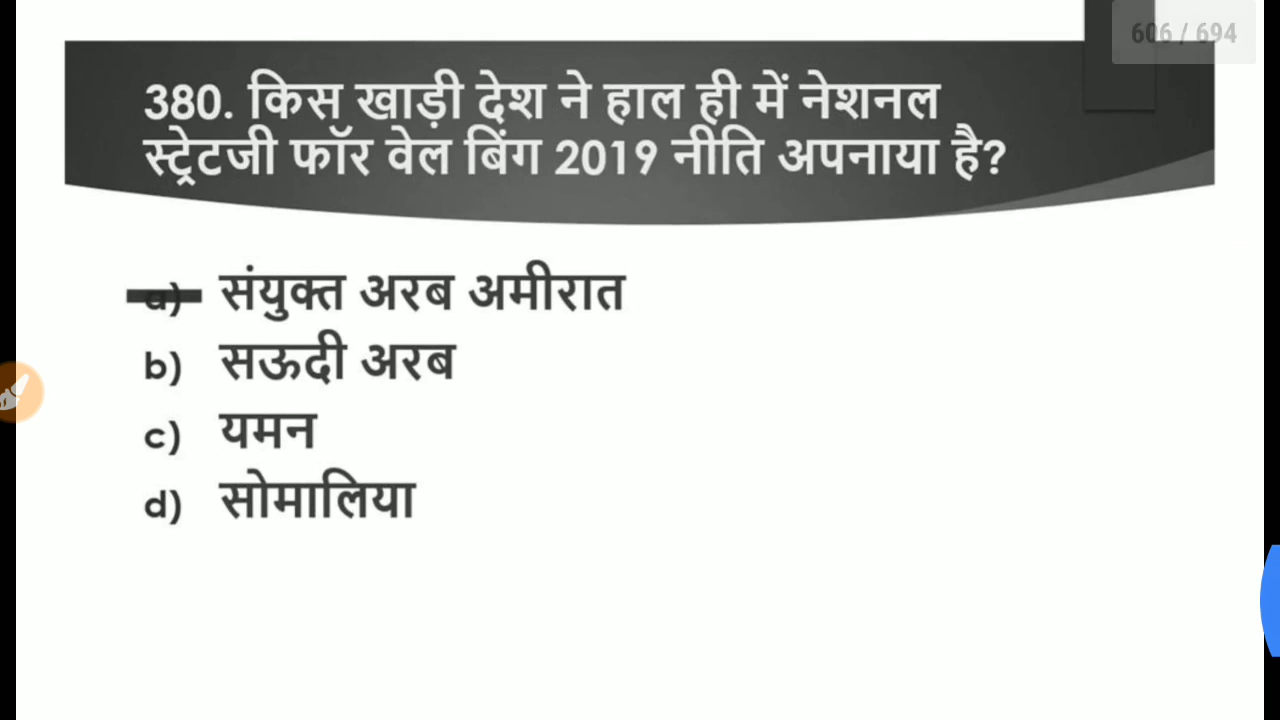 606 / 694
380. किस खाड़ी देश ने हाल ही में नेशनल
स्ट्रेटजी फॉर वेल बिंग 2019 नीति अपनाया है?
a) संयुक्त अरब अमीरात
b) सऊदी अरब
c) यमन
d) सोमालिया